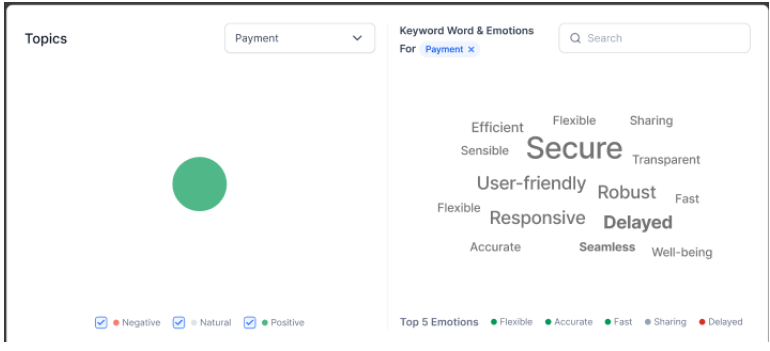 Topics
Payment
Negative
Natural
Positive
Keyword Word & Emotions
For Payment ×
Search
Efficient Flexible Sharing
Sensible Secure Transparent
User-friendly Robust Fast
Flexible Responsive Delayed
Accurate Seamless Well-being
Top 5 Emotions Flexible Accurate Fast Sharing Delayed